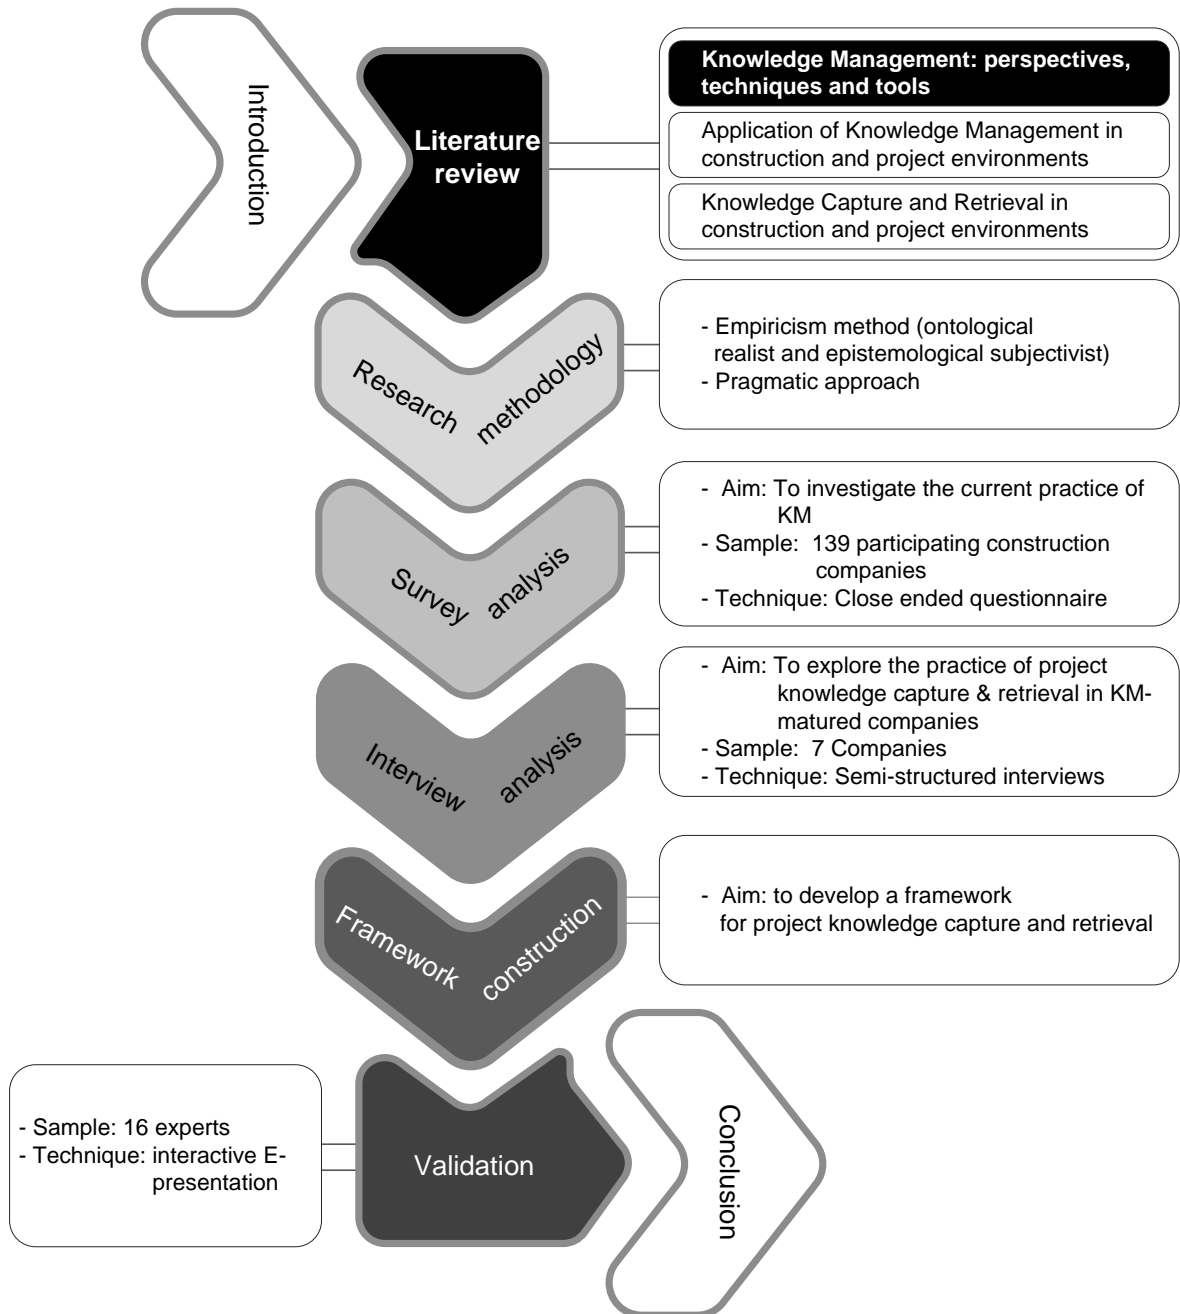 Introduction
Literature
review
Knowledge Management: perspectives,
techniques and tools
Application of Knowledge Management in
construction and project environments
Knowledge Capture and Retrieval in
construction and project environments
Research methodology
- Empiricism method (ontological
realist and epistemological subjectivist)
- Pragmatic approach
Survey analysis
- Aim: To investigate the current practice of
KM
- Sample: 139 participating construction
companies
- Technique: Close ended questionnaire
Interview analysis
- Aim: To explore the practice of project
knowledge capture & retrieval in KM-
matured companies
- Sample: 7 Companies
- Technique: Semi-structured interviews
Framework construction
- Aim: to develop a framework
for project knowledge capture and retrieval
- Sample: 16 experts
- Technique: interactive E-
presentation
Validation
Conclusion